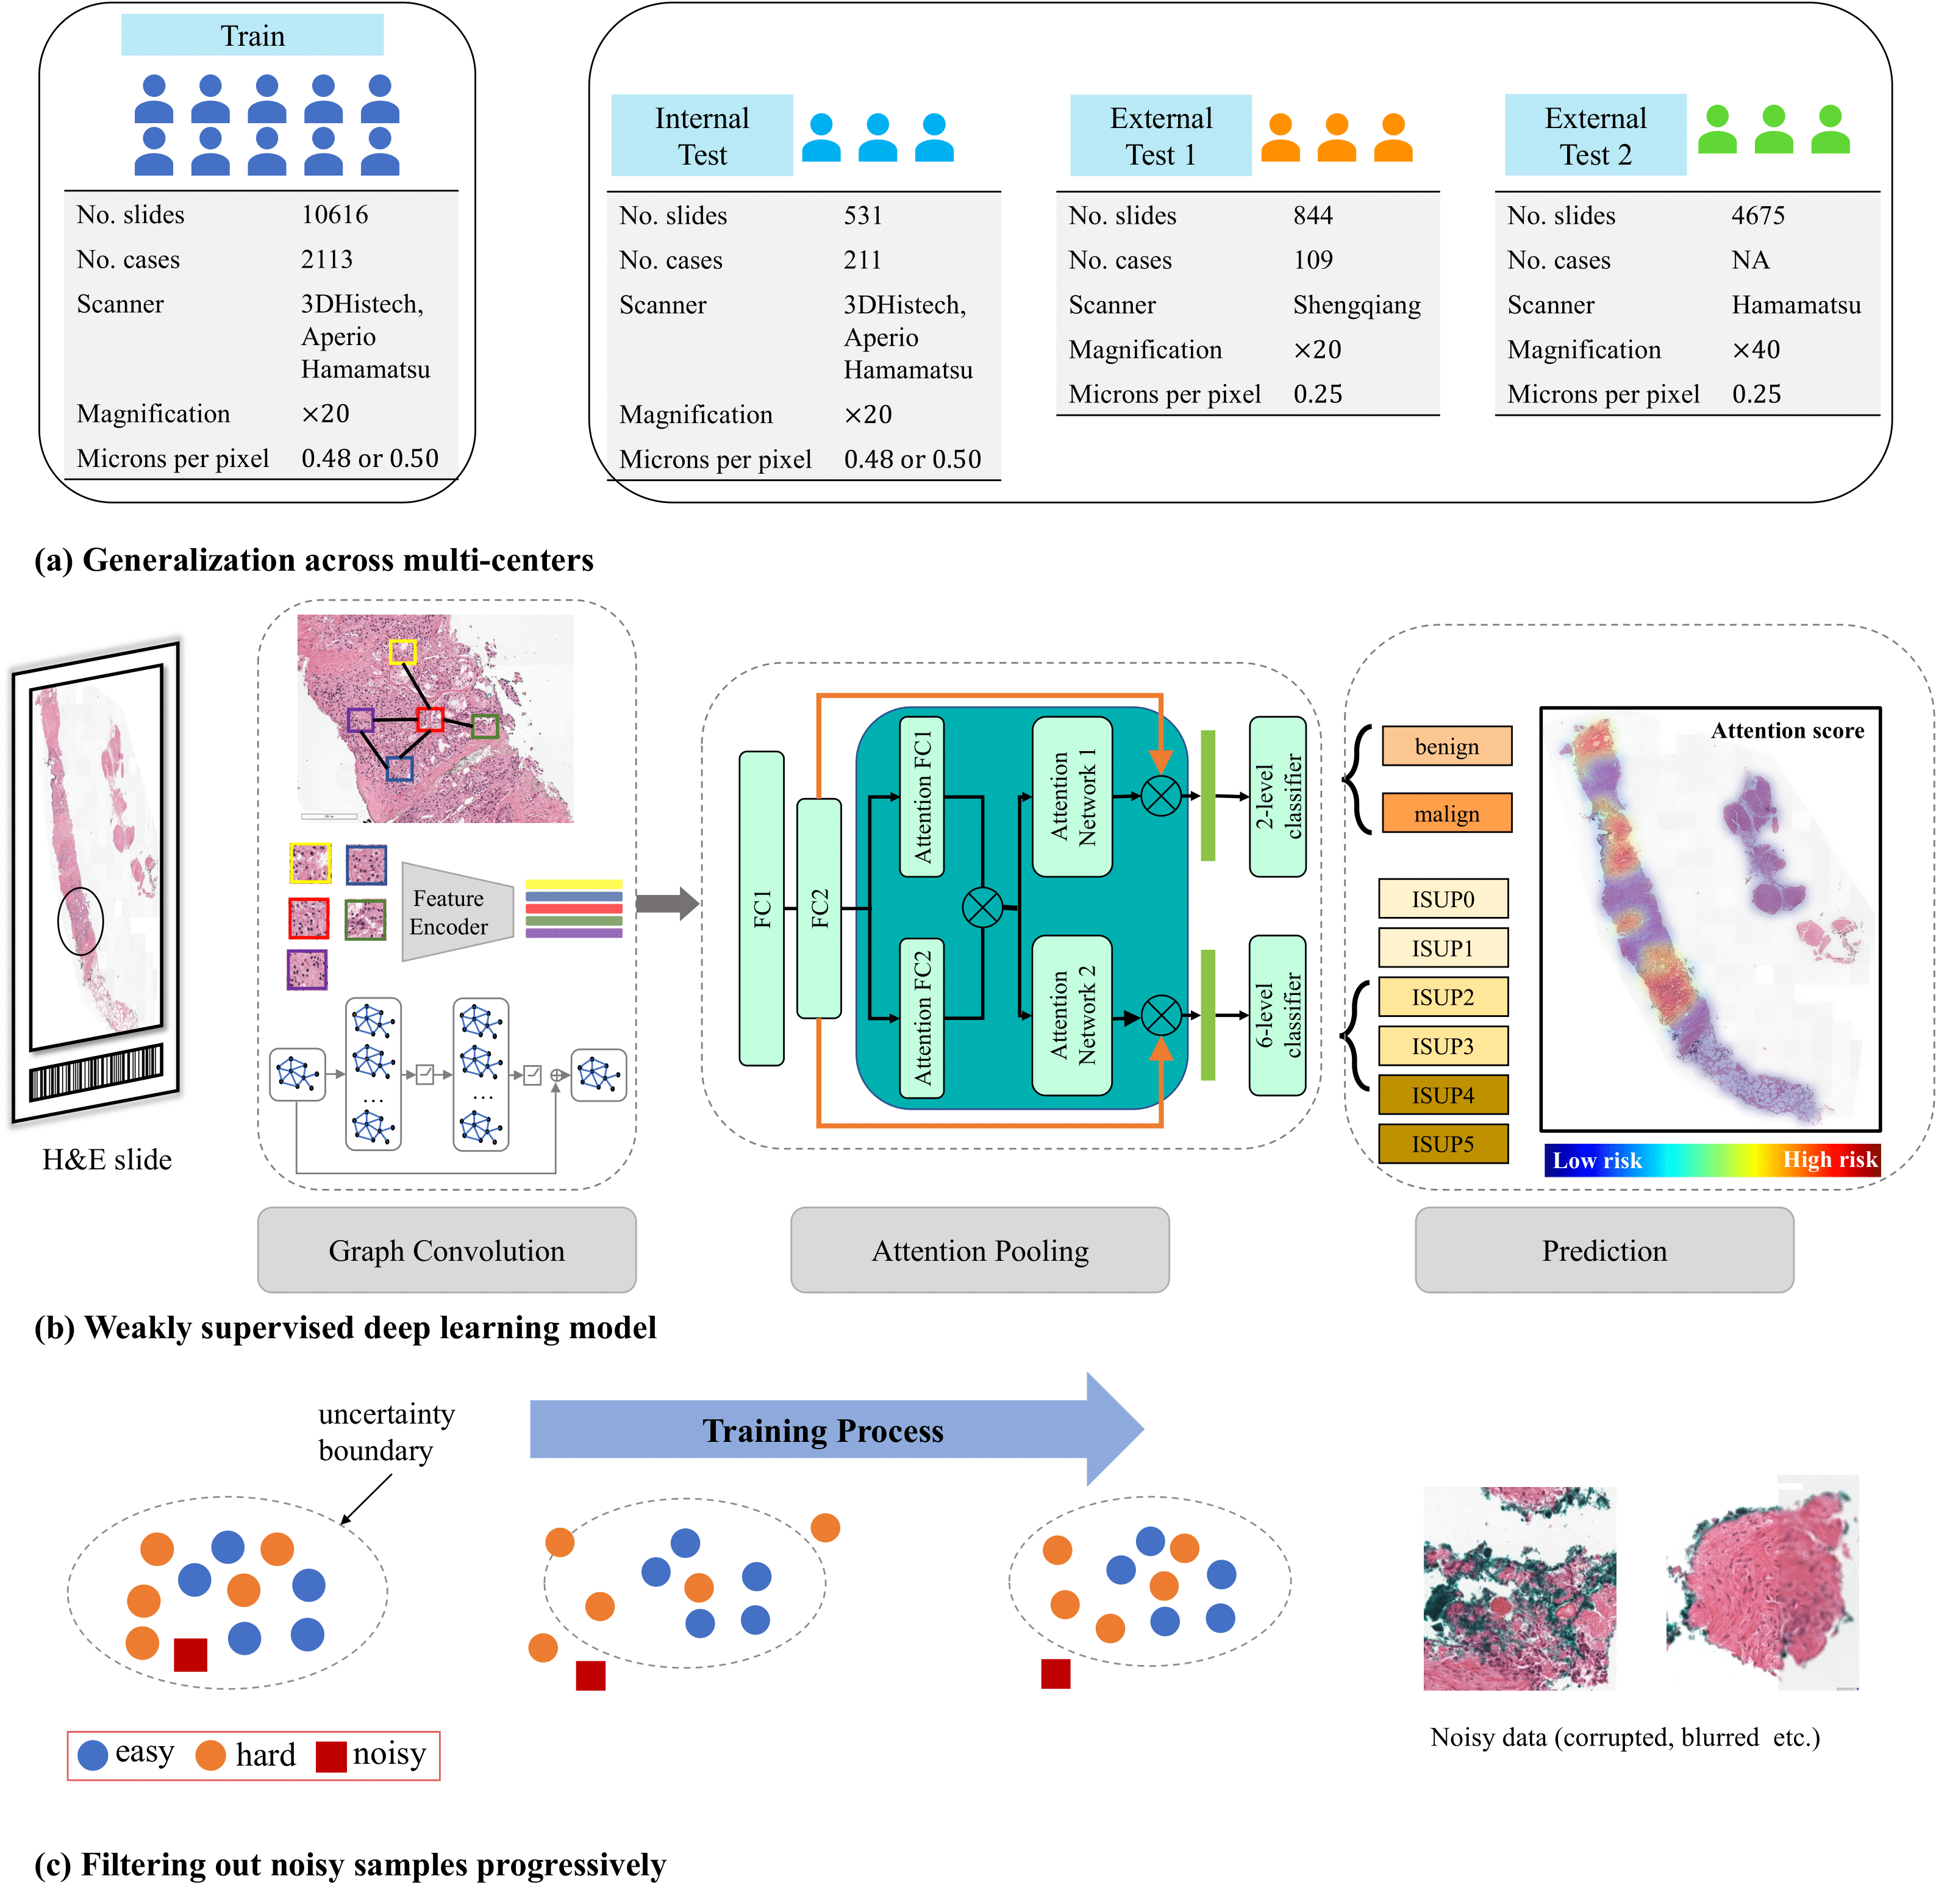 Train
No. slides 10616
No. cases 2113
Scanner 3DHistech,
Aperio
Hamamatsu
Magnification ×20
Microns per pixel 0.48 or 0.50
Internal
Test
No. slides 531
No. cases 211
Scanner 3DHistech,
Aperio
Hamamatsu
Magnification ×20
Microns per pixel 0.48 or 0.50
External
Test 1
No. slides 844
No. cases 109
Scanner Shengqiang
Magnification ×20
Microns per pixel 0.25
External
Test 2
No. slides 4675
No. cases NA
Scanner Hamamatsu
Magnification ×40
Microns per pixel 0.25
(a) Generalization across multi-centers
H&E slide
Feature
Encoder
...
...
Graph Convolution
FC1
FC2
Attention FC1
Attention FC2
Attention
Network 1
Attention
Network 2
2-level
classifier
6-level
classifier
Attention Pooling
benign
malign
ISUP0
ISUP1
ISUP2
ISUP3
ISUP4
ISUP5
Attention score
Low risk
High risk
Prediction
(b) Weakly supervised deep learning model
uncertainty
boundary
Training Process
easy
hard
noisy
Noisy data (corrupted, blurred etc.)
(c) Filtering out noisy samples progressively